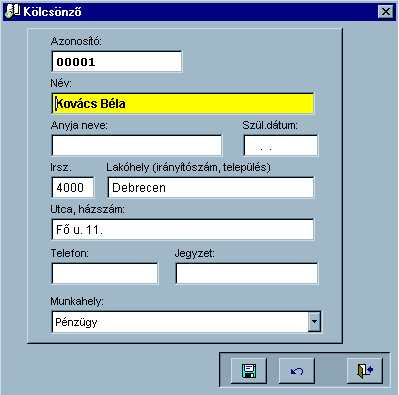 Kölcsönző
Azonosító:
00001
Név:
Kovács Béla
Anyja neve: Szül.dátum:
. .
Irsz. Lakóhely (irányítószám, település)
4000 Debrecen
Utca, házszám:
Fő u. 11.
Telefon: Jegyzet:
Munkahely:
Pénzügy